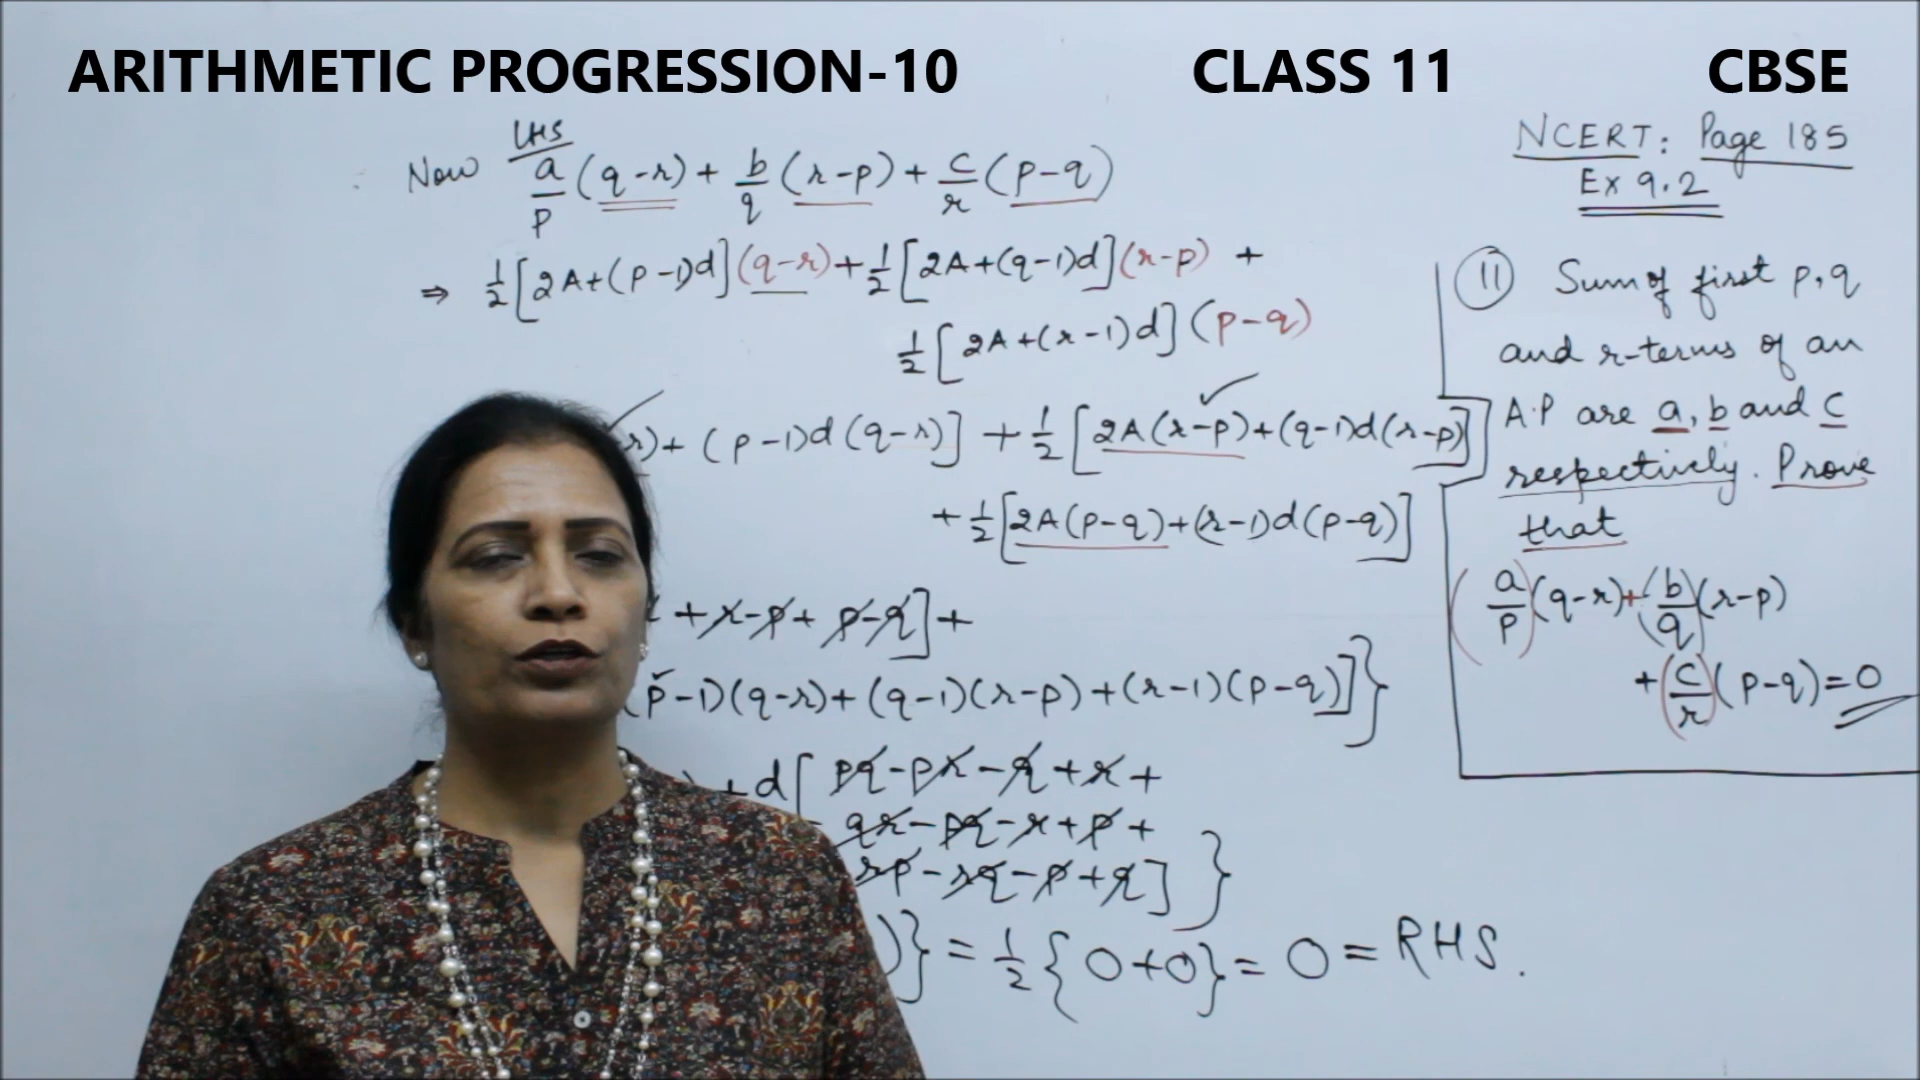 ARITHMETIC PROGRESSION-10 CLASS 11 CBSE
LHS
Now a/p (q-r) + b/q (r-p) + c/r (p-q)
⇒ 1/2 [2A+(p-1)d] (q-r) + 1/2 [2A+(q-1)d] (r-p) +
1/2 [2A+(r-1)d] (p-q)
r) + (p-1)d (q-r)] + 1/2 [2A(r-p)+(q-1)d(r-p)]
+ 1/2 [2A(p-q)+(r-1)d(p-q)]
+r-p+ p-q] +
(p-1)(q-r)+(q-1)(r-p)+(r-1)(p-q)]}
+d[pq-pr-q+r+
qr-pq-r+p+
rp-rq-p+q] }
)} = 1/2 {0+0} = 0 = RHS.
NCERT: Page 185
Ex 9.2
(11) Sum of first p, q
and r-terms of an
A.P are a, b and c
respectively. Prove
that
(a/p)(q-r)+(b/q)(r-p)
+(c/r)(p-q)=0